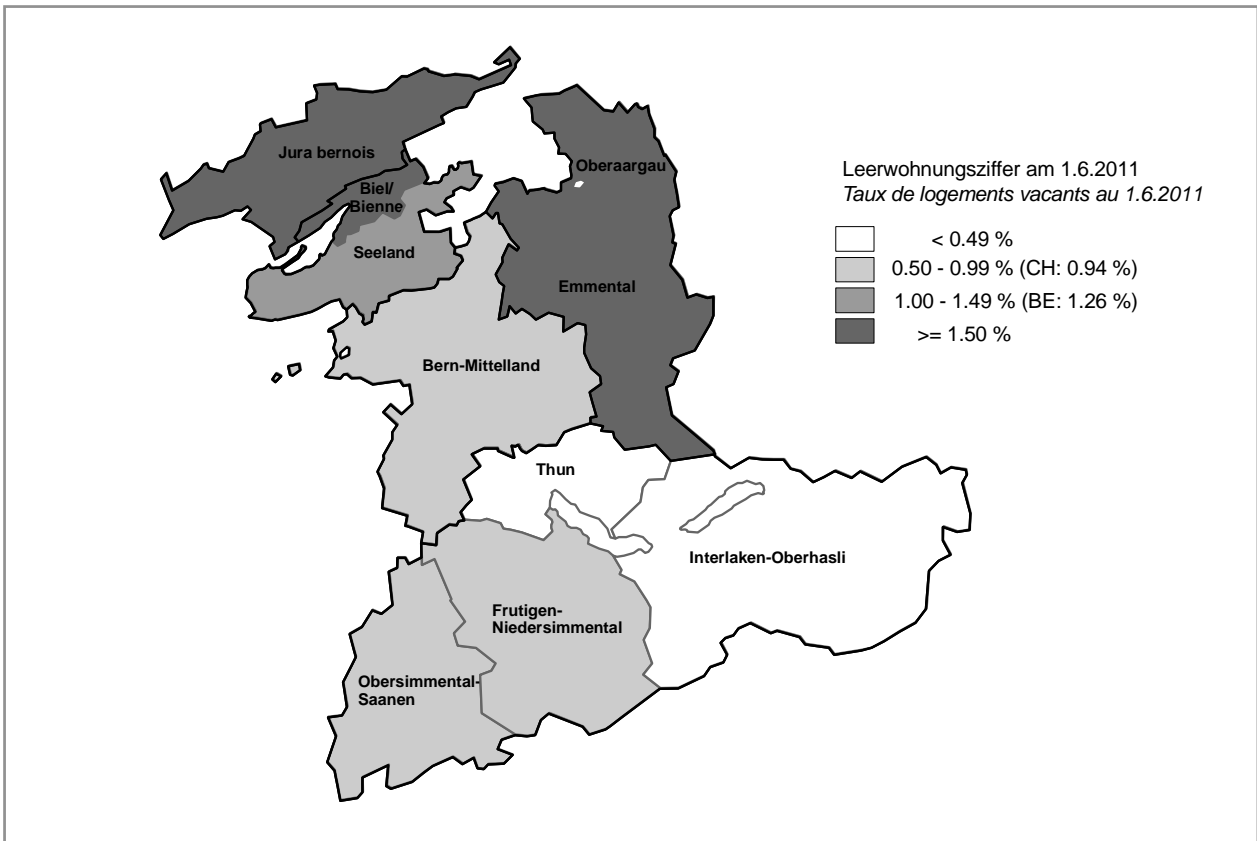 Jura bernois
Biel/
Bienne
Seeland
Oberaargau
Emmental
Bern-Mittelland
Thun
Interlaken-Oberhasli
Frutigen-
Niedersimmental
Obersimmental-
Saanen
Leerwohnungsziffer am 1.6.2011
Taux de logements vacants au 1.6.2011
< 0.49 %
0.50 - 0.99 % (CH: 0.94 %)
1.00 - 1.49 % (BE: 1.26 %)
>= 1.50 %